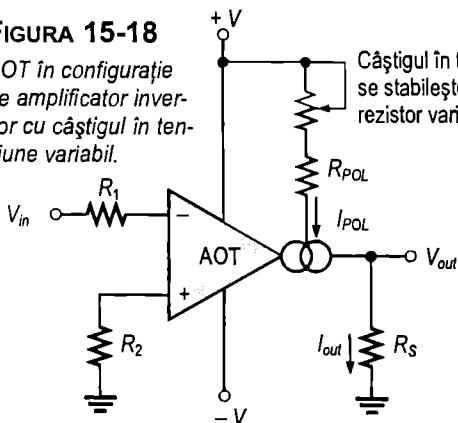 FIGURA 15-18
OT în configurație
e amplificator inver-
or cu câștigul în ten-
iune variabil.
+ V
Câștigul în t
se stabilește
rezistor vari
R_POL
I_POL
R_1
V_in
−
AOT
+
V_out
R_2
I_out
R_S
− V